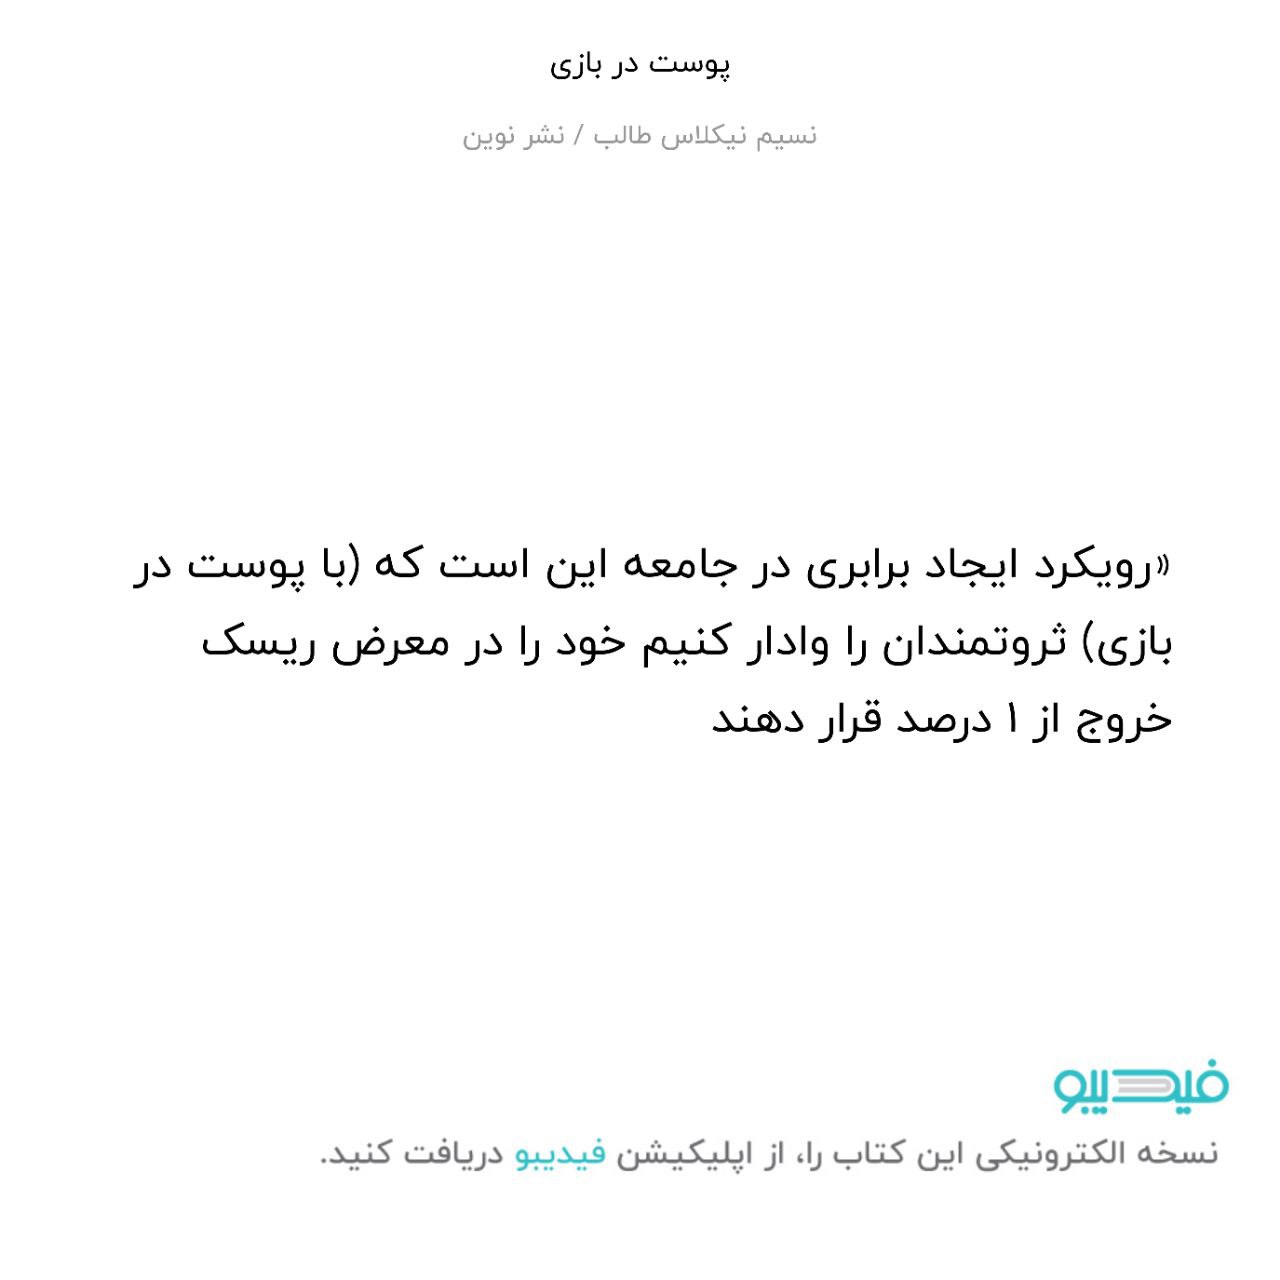 پوست در بازی
نسیم نیکلاس طالب / نشر نوین
«رویکرد ایجاد برابری در جامعه این است که (با پوست در
بازی) ثروتمندان را وادار کنیم خود را در معرض ریسک
خروج از ۱ درصد قرار دهند
فیدیبو
نسخه الکترونیکی این کتاب را، از اپلیکیشن فیدیبو دریافت کنید.